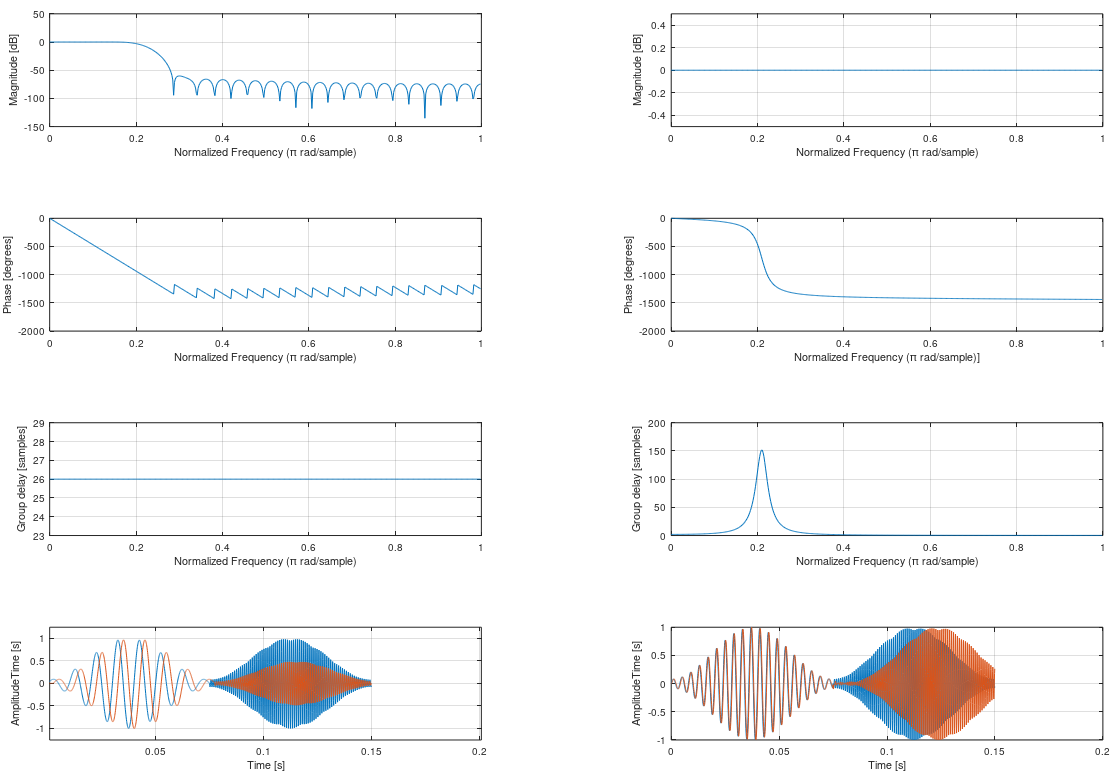 50
0
-50
-100
-150
Magnitude [dB]
0 0.2 0.4 0.6 0.8 1
Normalized Frequency (π rad/sample)
0.4
0.2
0
-0.2
-0.4
Magnitude [dB]
0 0.2 0.4 0.6 0.8 1
Normalized Frequency (π rad/sample)
0
-500
-1000
-1500
-2000
Phase [degrees]
0 0.2 0.4 0.6 0.8 1
Normalized Frequency (π rad/sample)
0
-500
-1000
-1500
-2000
Phase [degrees]
0 0.2 0.4 0.6 0.8 1
Normalized Frequency (π rad/sample)]
29
28
27
26
25
24
23
Group delay [samples]
0 0.2 0.4 0.6 0.8 1
Normalized Frequency (π rad/sample)
200
150
100
50
0
Group delay [samples]
0 0.2 0.4 0.6 0.8 1
Normalized Frequency (π rad/sample)
1
0.5
0
-0.5
-1
AmplitudeTime [s]
0.05 0.1 0.15 0.2
Time [s]
1
0.5
0
-0.5
-1
AmplitudeTime [s]
0 0.05 0.1 0.15 0.2
Time [s]